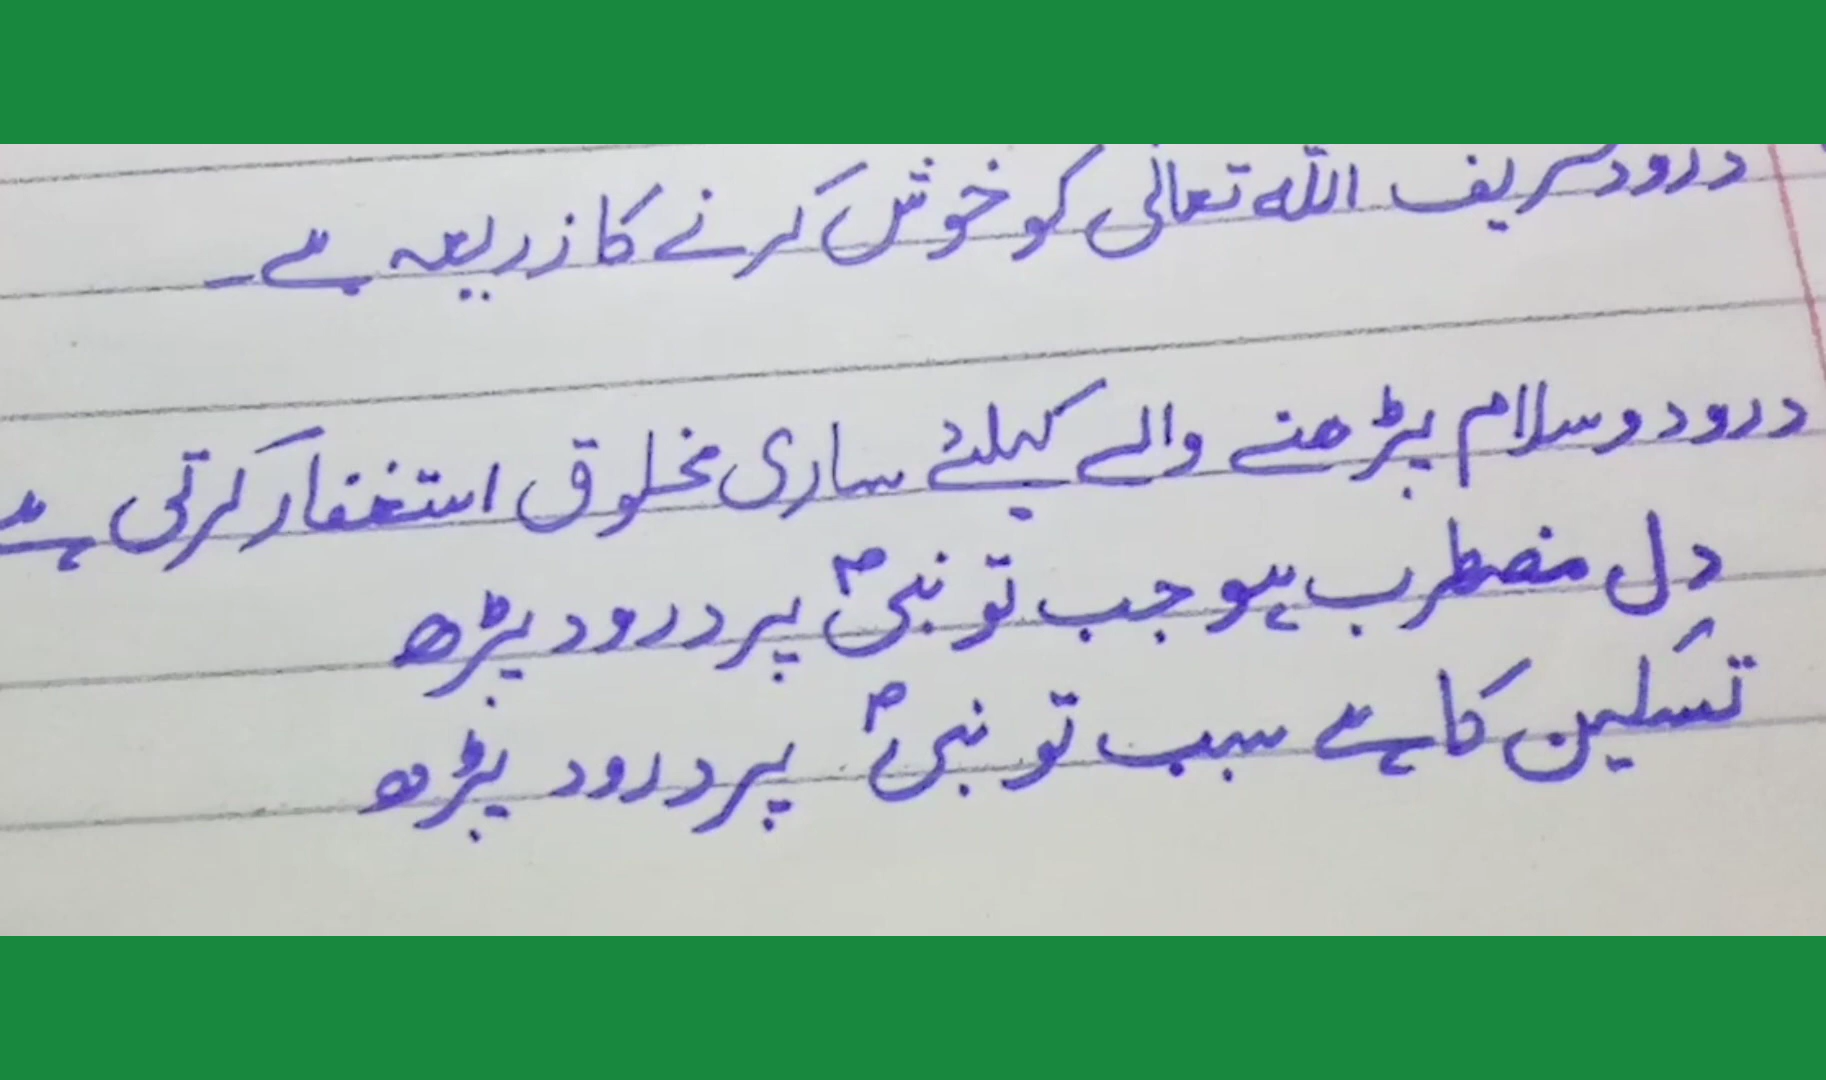 درود شریف اللہ تعالٰی کو خوش کرنے کا ذریعہ ہے۔
درود و سلام پڑھنے والے کیلئے ساری مخلوق استغفار کرتی ہے
دل مضطرب ہو جب تو نبیؐ پر درود پڑھ
تسکین کا ہے سبب تو نبیؐ پر درود پڑھ